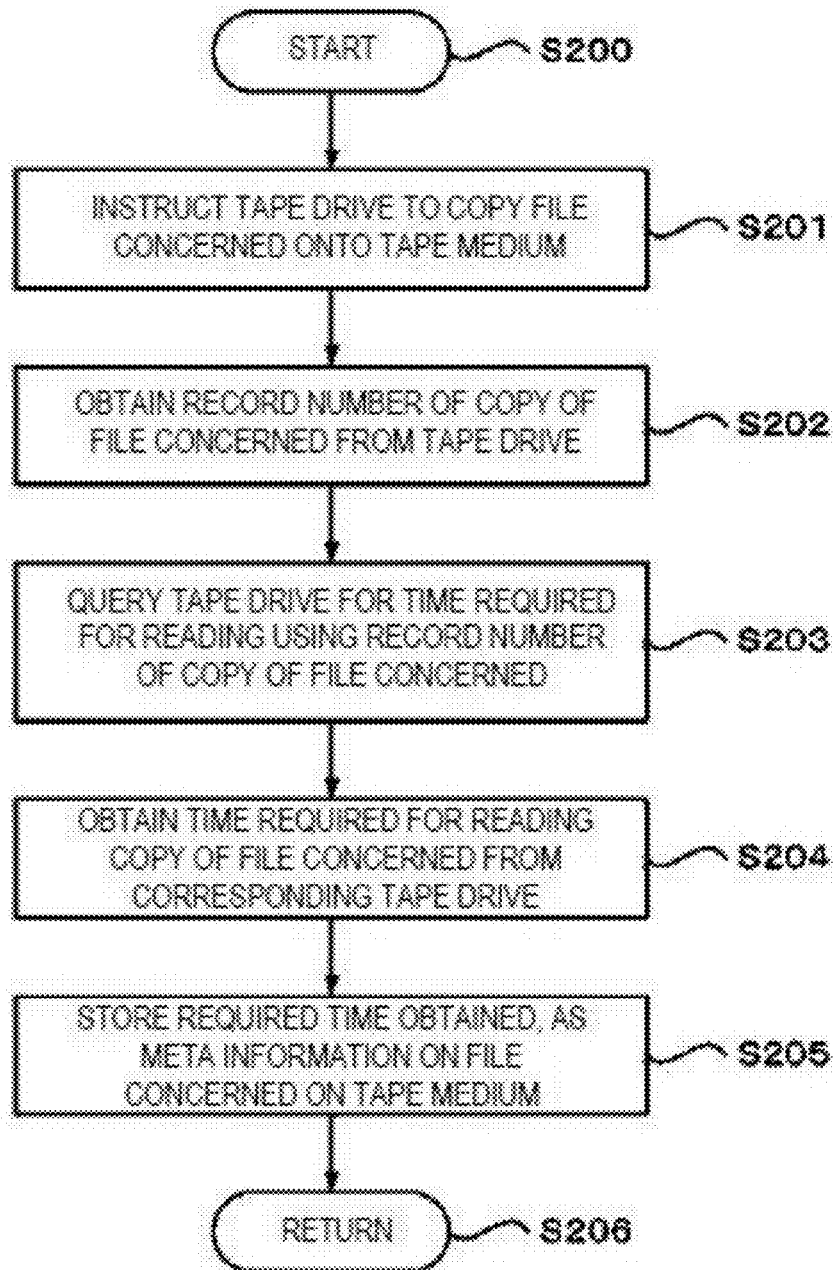 START
S200
INSTRUCT TAPE DRIVE TO COPY FILE
CONCERNED ONTO TAPE MEDIUM
S201
OBTAIN RECORD NUMBER OF COPY OF
FILE CONCERNED FROM TAPE DRIVE
S202
QUERY TAPE DRIVE FOR TIME REQUIRED
FOR READING USING RECORD NUMBER
OF COPY OF FILE CONCERNED
S203
OBTAIN TIME REQUIRED FOR READING
COPY OF FILE CONCERNED FROM
CORRESPONDING TAPE DRIVE
S204
STORE REQUIRED TIME OBTAINED, AS
META INFORMATION ON FILE
CONCERNED ON TAPE MEDIUM
S205
RETURN
S206